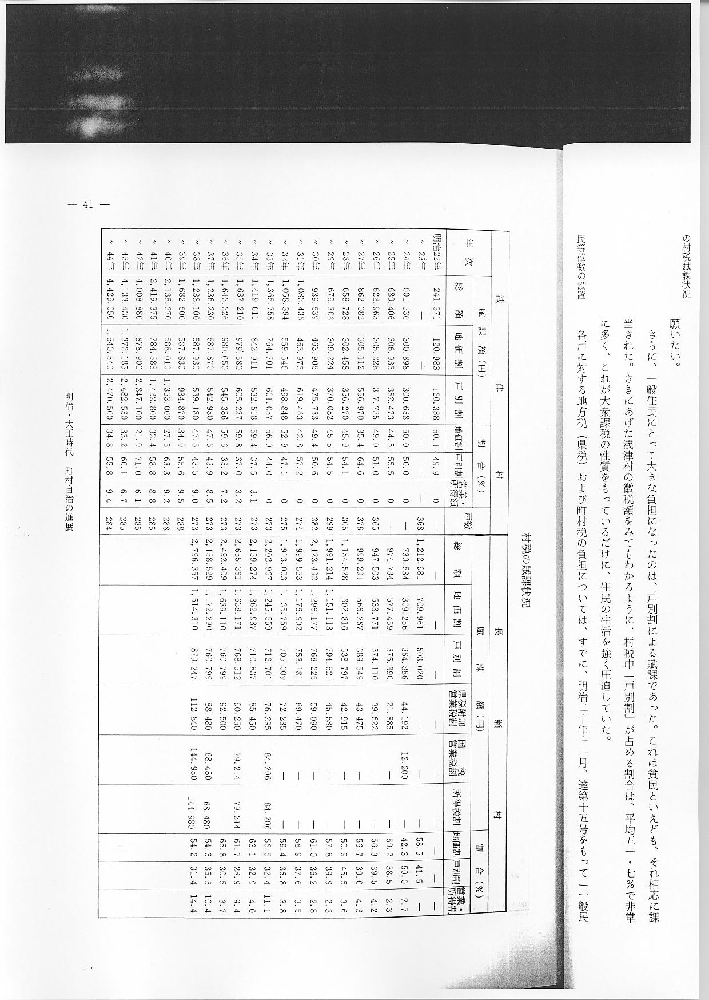 の村税賦課状況
願いたい。
さらに、一般住民にとって大きな負担になったのは、戸別割による賦課であった。これは貧民といえども、それ相応に課
当された。さきにあげた浅津村の徴税額をみてもわかるように、村税中「戸別割」が占める割合は、平均五一・七％で非常
に多く、これが大衆課税の性質をもっているだけに、住民の生活を強く圧迫していた。
民等位数の設置
各戸に対する地方税（県税）および町村税の負担については、すでに、明治二十年十一月、達第十五号をもって「一般民
村税の賦課状況
浅津村 長瀬村
年次 賦課額(円) 割合(%) 戸数 賦課額(円) 割合(%)
総額 地価割 戸別割 地価割 戸別割 営業・所得額 総額 地価割 戸別割 県税附加営業税割 国税営業税割 所得税割 地価割 戸別割 営業・所得割
明治22年 241.371 120.983 120.388 50.1 49.9 0 — — — — — — — — — —
〃 23年 — — — — — — 368 1,212.981 709.961 503.020 — — — 58.5 41.5 —
〃 24年 601.536 300.898 300.638 50.0 50.0 0 — 730.534 309.256 364.886 44.192 12.200 — 42.3 50.0 7.7
〃 25年 689.406 306.933 382.473 44.5 55.5 0 — 974.734 577.459 375.390 21.885 — — 59.2 38.5 2.3
〃 26年 622.963 305.228 317.735 49.0 51.0 0 365 947.503 533.771 374.110 39.622 — — 56.3 39.5 4.2
〃 27年 862.082 305.112 556.970 35.4 64.6 0 376 999.291 566.267 389.549 43.475 — — 56.7 39.0 4.3
〃 28年 658.728 302.458 356.270 45.9 54.1 0 305 1,184.528 602.816 538.797 42.915 — — 50.9 45.5 3.6
〃 29年 679.306 309.224 370.082 45.5 54.5 0 299 1,991.214 1,151.113 794.521 45.580 — — 57.8 39.9 2.3
〃 30年 939.639 463.906 475.733 49.4 50.6 0 282 2,123.492 1,296.177 768.225 59.090 — — 61.0 36.2 2.8
〃 31年 1,083.436 463.973 619.463 42.8 57.2 0 274 1,999.553 1,176.902 753.181 69.470 — — 58.9 37.6 3.5
〃 32年 1,058.394 559.546 498.848 52.9 47.1 0 275 1,913.003 1,135.759 705.009 72.235 — — 59.4 36.8 3.8
〃 33年 1,365.758 764.701 601.057 56.0 44.0 0 273 2,202.967 1,245.559 712.701 76.295 84.206 84.206 56.5 32.4 11.1
〃 34年 1,419.611 842.911 532.518 59.4 37.5 3.1 273 2,159.274 1,362.987 710.837 85.450 63.1 32.9 4.0
〃 35年 1,637.210 979.580 605.227 59.8 37.0 3.2 273 2,655.361 1,638.171 768.512 90.250 79.214 79.214 61.7 28.9 9.4
〃 36年 1,643.326 980.050 545.386 59.6 33.2 7.2 273 2,492.409 1,639.110 760.799 92.500 65.8 30.5 3.7
〃 37年 1,236.230 587.870 542.980 47.6 43.9 8.5 273 2,158.529 1,172.290 760.799 88.480 68.480 68.480 54.3 35.3 10.4
〃 38年 1,238.100 587.930 539.180 47.5 43.5 9.0 273 2,796.357 1,514.310 879.247 112.840 144.980 144.980 54.2 31.4 14.4
〃 39年 1,682.600 587.830 934.870 34.9 55.6 9.5 288
〃 40年 2,138.370 588.010 1,353.000 27.5 63.3 9.2 288
〃 41年 2,419.375 784.588 1,422.800 32.4 58.8 8.8 285
〃 42年 4,008.880 878.900 2,847.100 21.9 71.0 6.1 285
〃 43年 4,133.430 1,372.185 2,482.530 33.2 60.1 6.7 285
〃 44年 4,429.050 1,540.540 2,470.500 34.8 55.8 9.4 284
明治・大正時代 町村自治の進展
— 41 —